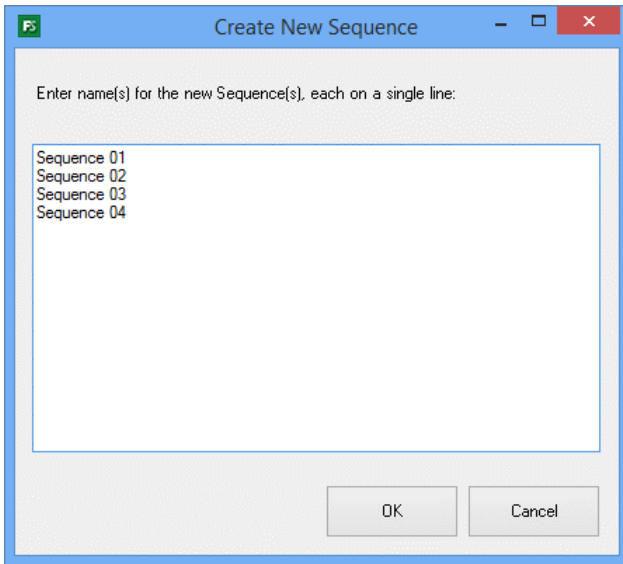 FS
Create New Sequence
Enter name(s) for the new Sequence(s), each on a single line:
Sequence 01
Sequence 02
Sequence 03
Sequence 04
OK
Cancel